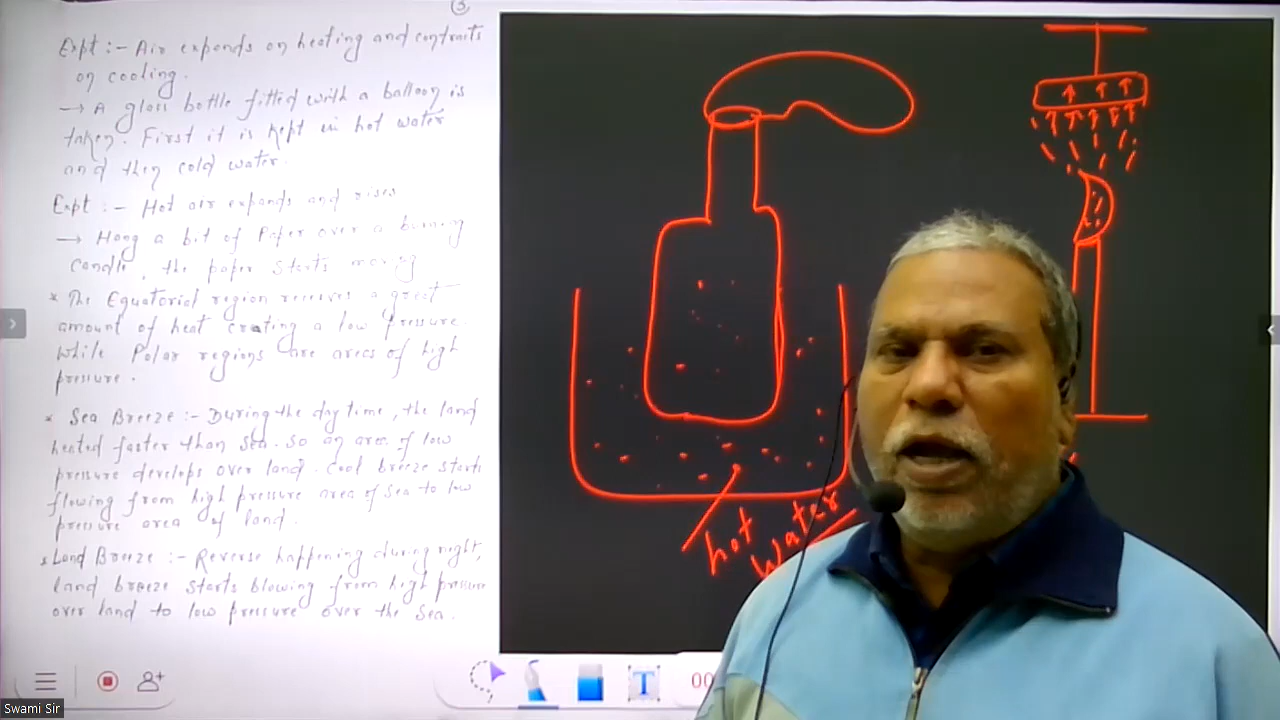 ③
Expt :- Air expands on heating and contracts
on cooling.
→ A glass bottle fitted with a balloon is
taken. First it is kept in hot water
and then cold water.
Expt :- Hot air expands and rises
→ Hang a bit of Paper over a burning
candle, the paper starts moving
* The Equatorial region receives a great
amount of heat creating a low pressure.
while Polar regions are areas of high
pressure.
* Sea Breeze :- During the day time, the land
heated faster than sea. So an area of low
pressure develops over land. Cool breeze starts
flowing from high pressure area of sea to low
pressure area of land.
* Land Breeze :- Reverse happening during night,
land breeze starts blowing from high pressure
over land to low pressure over the sea.
hot
water
T
00
Swami Sir